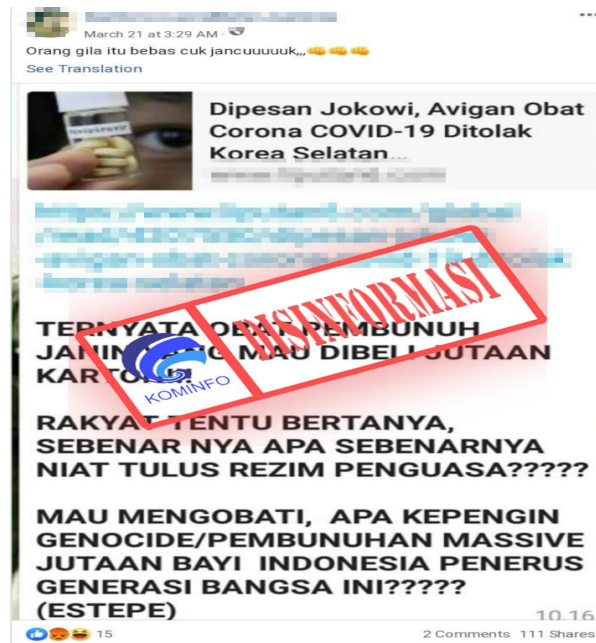 March 21 at 3:29 AM ·
Orang gila itu bebas cuk jancuuuuuk,,,👊👊👊
See Translation
Dipesan Jokowi, Avigan Obat
Corona COVID-19 Ditolak
Korea Selatan...
DISINFORMASI
KOMINFO
TERNYATA OBAT PEMBUNUH
JANIN YANG MAU DIBELI JUTAAN
RAKYAT TENTU BERTANYA,
SEBENAR NYA APA SEBENARNYA
NIAT TULUS REZIM PENGUASA?????
MAU MENGOBATI, APA KEPENGIN
GENOCIDE/PEMBUNUHAN MASSIVE
JUTAAN BAYI INDONESIA PENERUS
GENERASI BANGSA INI?????
(ESTEPE)
10.16
15
2 Comments 111 Shares